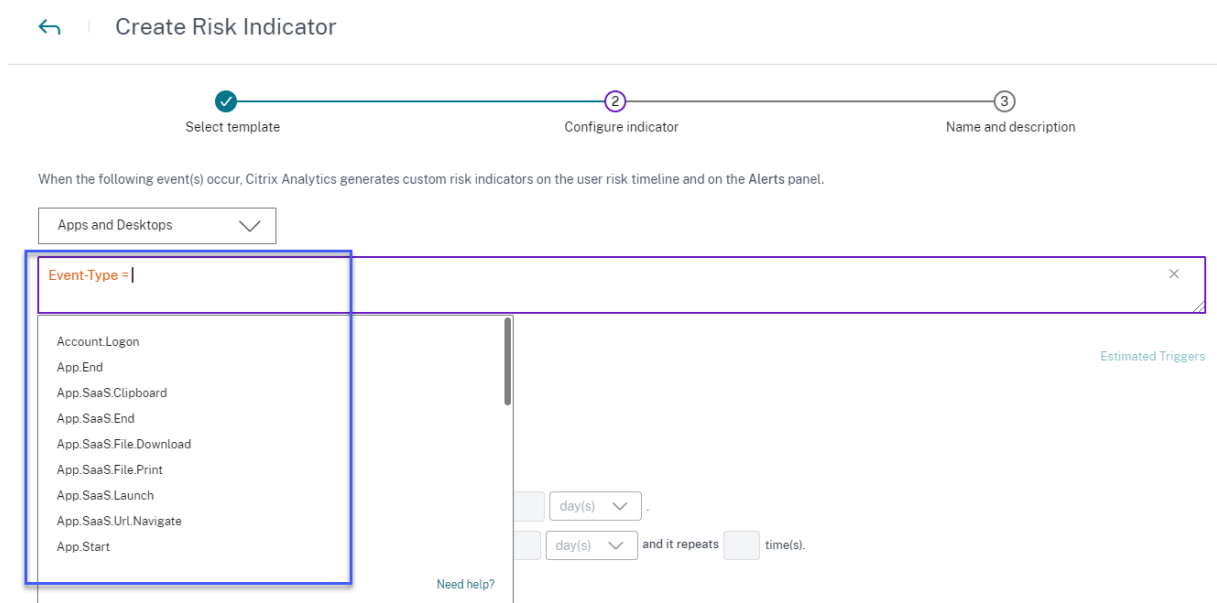 Create Risk Indicator
2
3
Select template
Configure indicator
Name and description
When the following event(s) occur, Citrix Analytics generates custom risk indicators on the user risk timeline and on the Alerts panel.
Apps and Desktops
Event-Type =
Account.Logon
Estimated Triggers
App.End
App.SaaS.Clipboard
App.SaaS.End
App.SaaS.File.Download
App.SaaS.File.Print
App.SaaS.Launch
day(s) .
App.SaaS.Url.Navigate
App.Start
day(s) and it repeats time(s).
Need help?